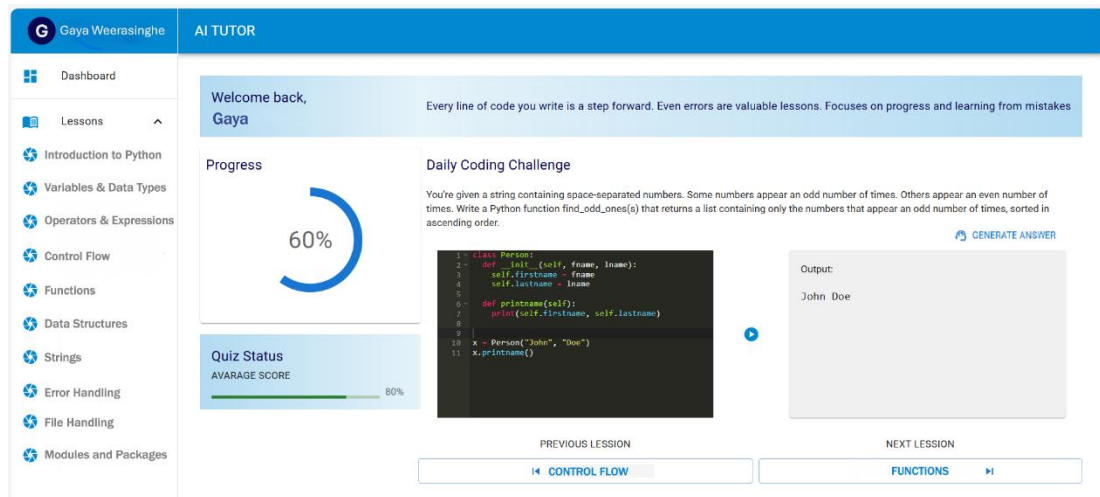 G Gaya Weerasinghe
AI TUTOR
Dashboard
Lessons
Introduction to Python
Variables & Data Types
Operators & Expressions
Control Flow
Functions
Data Structures
Strings
Error Handling
File Handling
Modules and Packages
Welcome back,
Gaya
Every line of code you write is a step forward. Even errors are valuable lessons. Focuses on progress and learning from mistakes
Progress
60%
Quiz Status
AVARAGE SCORE
80%
Daily Coding Challenge
You're given a string containing space-separated numbers. Some numbers appear an odd number of times. Others appear an even number of
times. Write a Python function find_odd_ones(s) that returns a list containing only the numbers that appear an odd number of times, sorted in
ascending order.
GENERATE ANSWER
1 class Person:
2 def __init__(self, fname, lname):
3 self.firstname = fname
4 self.lastname = lname
5
6 def printname(self):
7 print(self.firstname, self.lastname)
8
9
10 x = Person("John", "Doe")
11 x.printname()
Output:
John Doe
PREVIOUS LESSION
CONTROL FLOW
NEXT LESSION
FUNCTIONS